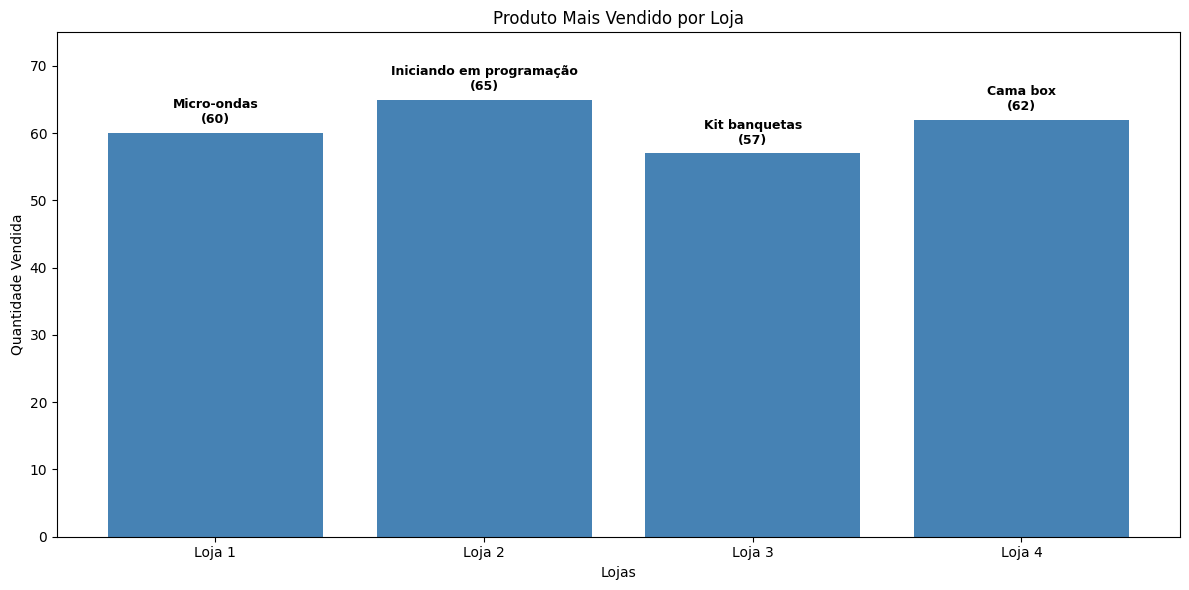 Produto Mais Vendido por Loja
Quantidade Vendida
70
60
50
40
30
20
10
0
Micro-ondas
(60)
Iniciando em programação
(65)
Kit banquetas
(57)
Cama box
(62)
Loja 1
Loja 2
Loja 3
Loja 4
Lojas